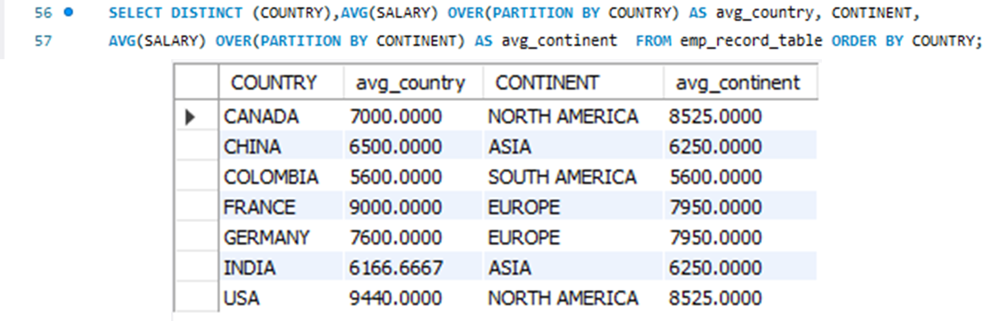 56 SELECT DISTINCT (COUNTRY),AVG(SALARY) OVER(PARTITION BY COUNTRY) AS avg_country, CONTINENT,
57 AVG(SALARY) OVER(PARTITION BY CONTINENT) AS avg_continent FROM emp_record_table ORDER BY COUNTRY;
COUNTRY avg_country CONTINENT avg_continent
CANADA 7000.0000 NORTH AMERICA 8525.0000
CHINA 6500.0000 ASIA 6250.0000
COLOMBIA 5600.0000 SOUTH AMERICA 5600.0000
FRANCE 9000.0000 EUROPE 7950.0000
GERMANY 7600.0000 EUROPE 7950.0000
INDIA 6166.6667 ASIA 6250.0000
USA 9440.0000 NORTH AMERICA 8525.0000